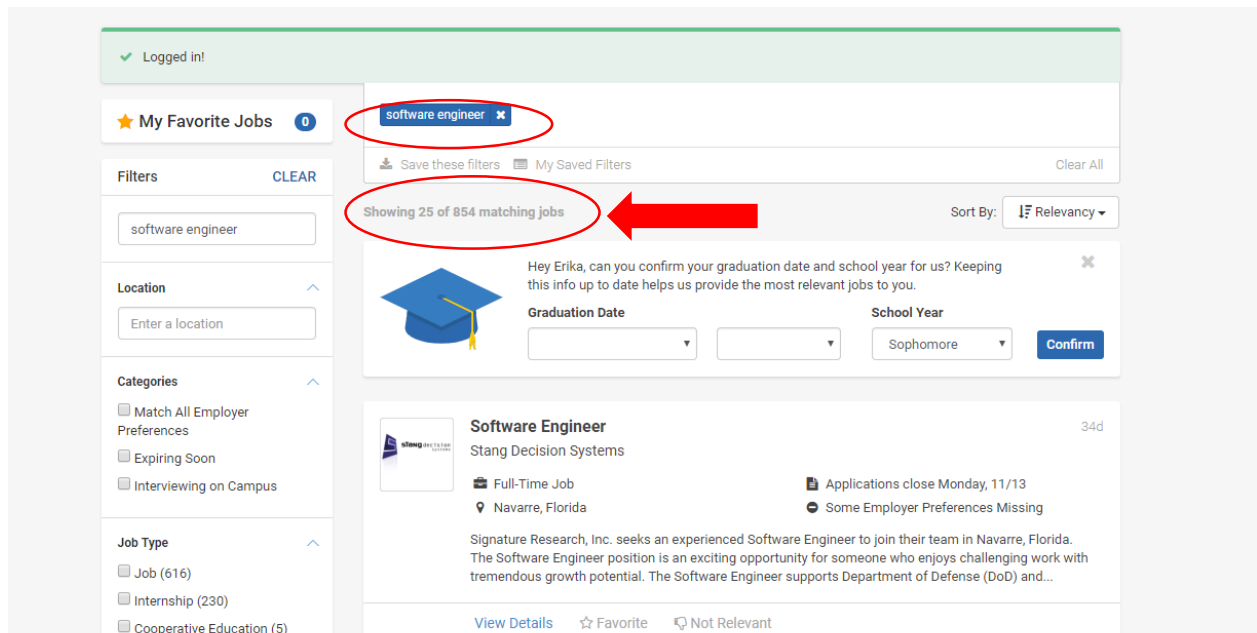 Logged in!
My Favorite Jobs 0
Filters CLEAR
software engineer
Location
Enter a location
Categories
Match All Employer
Preferences
Expiring Soon
Interviewing on Campus
Job Type
Job (616)
Internship (230)
Cooperative Education (5)
software engineer ×
Save these filters My Saved Filters Clear All
Showing 25 of 854 matching jobs Sort By: Relevancy
Hey Erika, can you confirm your graduation date and school year for us? Keeping
this info up to date helps us provide the most relevant jobs to you.
Graduation Date School Year
Sophomore Confirm
stang decision
systems
Software Engineer 34d
Stang Decision Systems
Full-Time Job Applications close Monday, 11/13
Navarre, Florida Some Employer Preferences Missing
Signature Research, Inc. seeks an experienced Software Engineer to join their team in Navarre, Florida.
The Software Engineer position is an exciting opportunity for someone who enjoys challenging work with
tremendous growth potential. The Software Engineer supports Department of Defense (DoD) and...
View Details Favorite Not Relevant